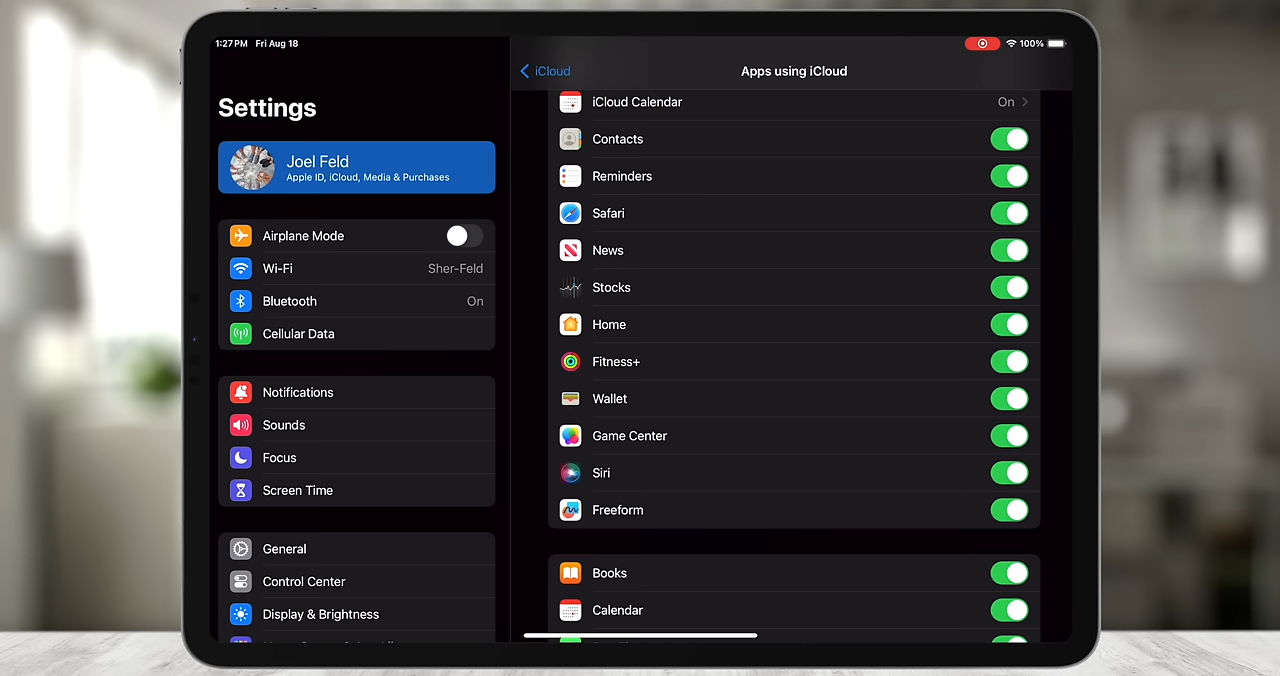 1:27 PM Fri Aug 18
100%
Settings
Joel Feld
Apple ID, iCloud, Media & Purchases
Airplane Mode
Wi-Fi Sher-Feld
Bluetooth On
Cellular Data
Notifications
Sounds
Focus
Screen Time
General
Control Center
Display & Brightness
iCloud
Apps using iCloud
iCloud Calendar On
Contacts
Reminders
Safari
News
Stocks
Home
Fitness+
Wallet
Game Center
Siri
Freeform
Books
Calendar